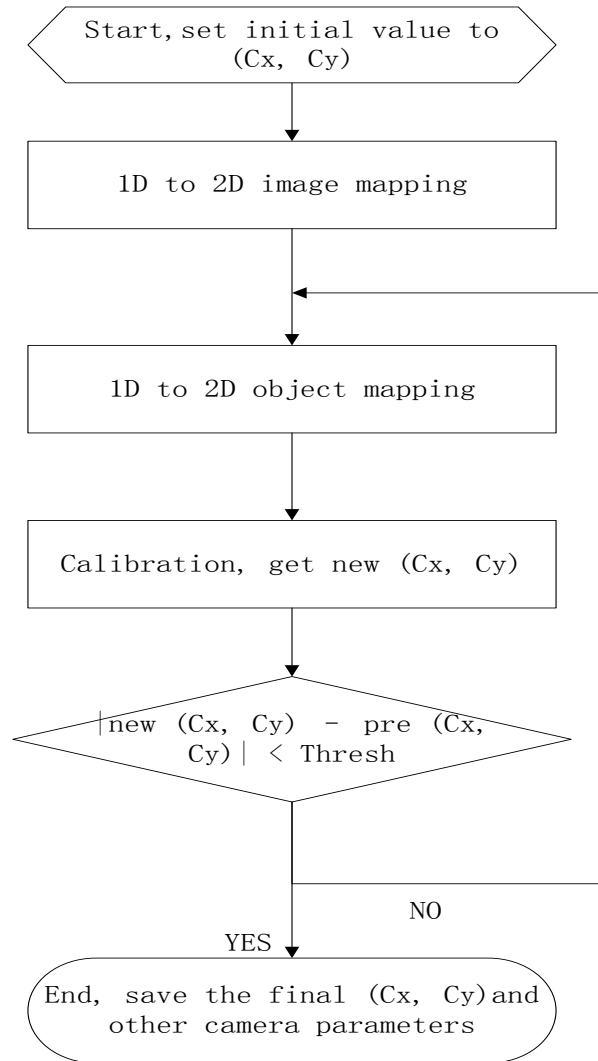 Start, set initial value to
(Cx, Cy)
1D to 2D image mapping
1D to 2D object mapping
Calibration, get new (Cx, Cy)
|new (Cx, Cy) - pre (Cx,
Cy)| < Thresh
NO
YES
End, save the final (Cx, Cy)and
other camera parameters